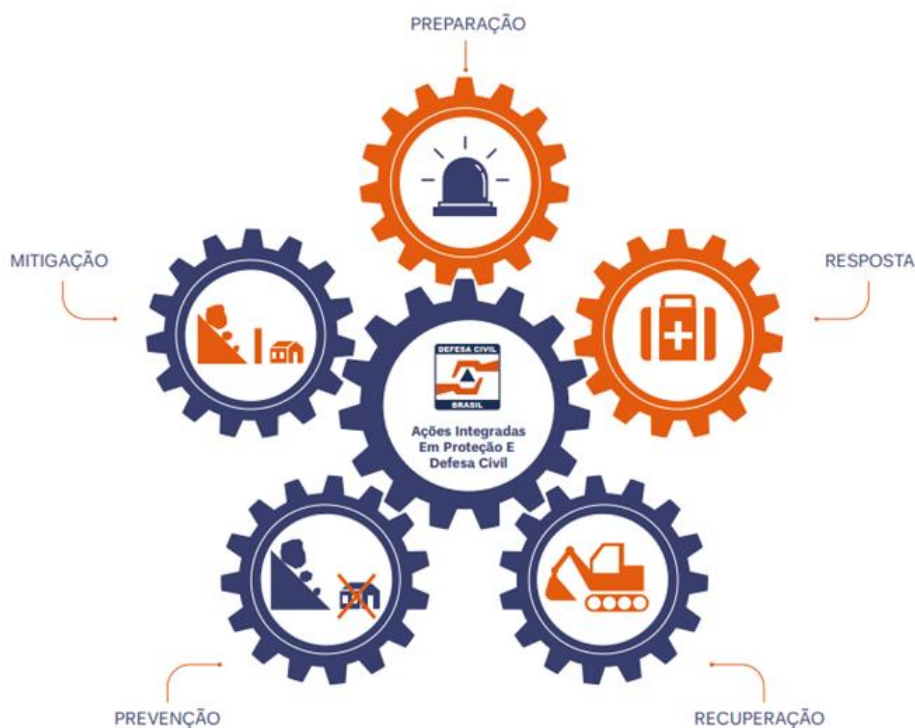 PREPARAÇÃO
MITIGAÇÃO
RESPOSTA
DEFESA CIVIL
BRASIL
Ações Integradas
Em Proteção E
Defesa Civil
PREVENÇÃO
RECUPERAÇÃO